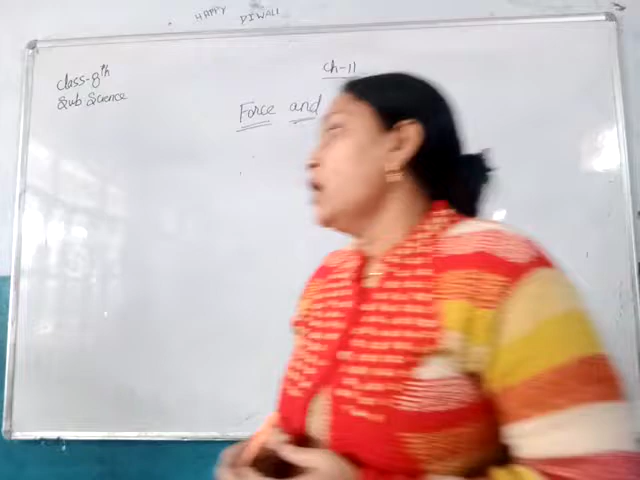 HAPPY DIWALI
Class-8th
Sub Science
Ch-11
Force and